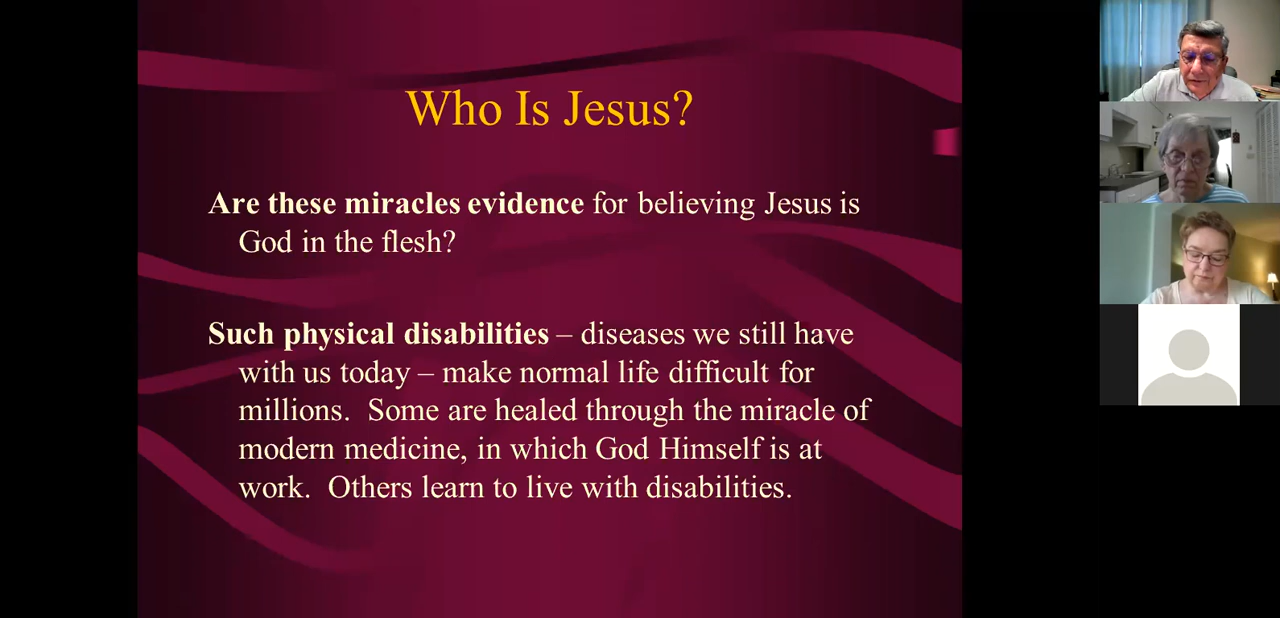 Who Is Jesus?
Are these miracles evidence for believing Jesus is
God in the flesh?
Such physical disabilities – diseases we still have
with us today – make normal life difficult for
millions.  Some are healed through the miracle of
modern medicine, in which God Himself is at
work.  Others learn to live with disabilities.